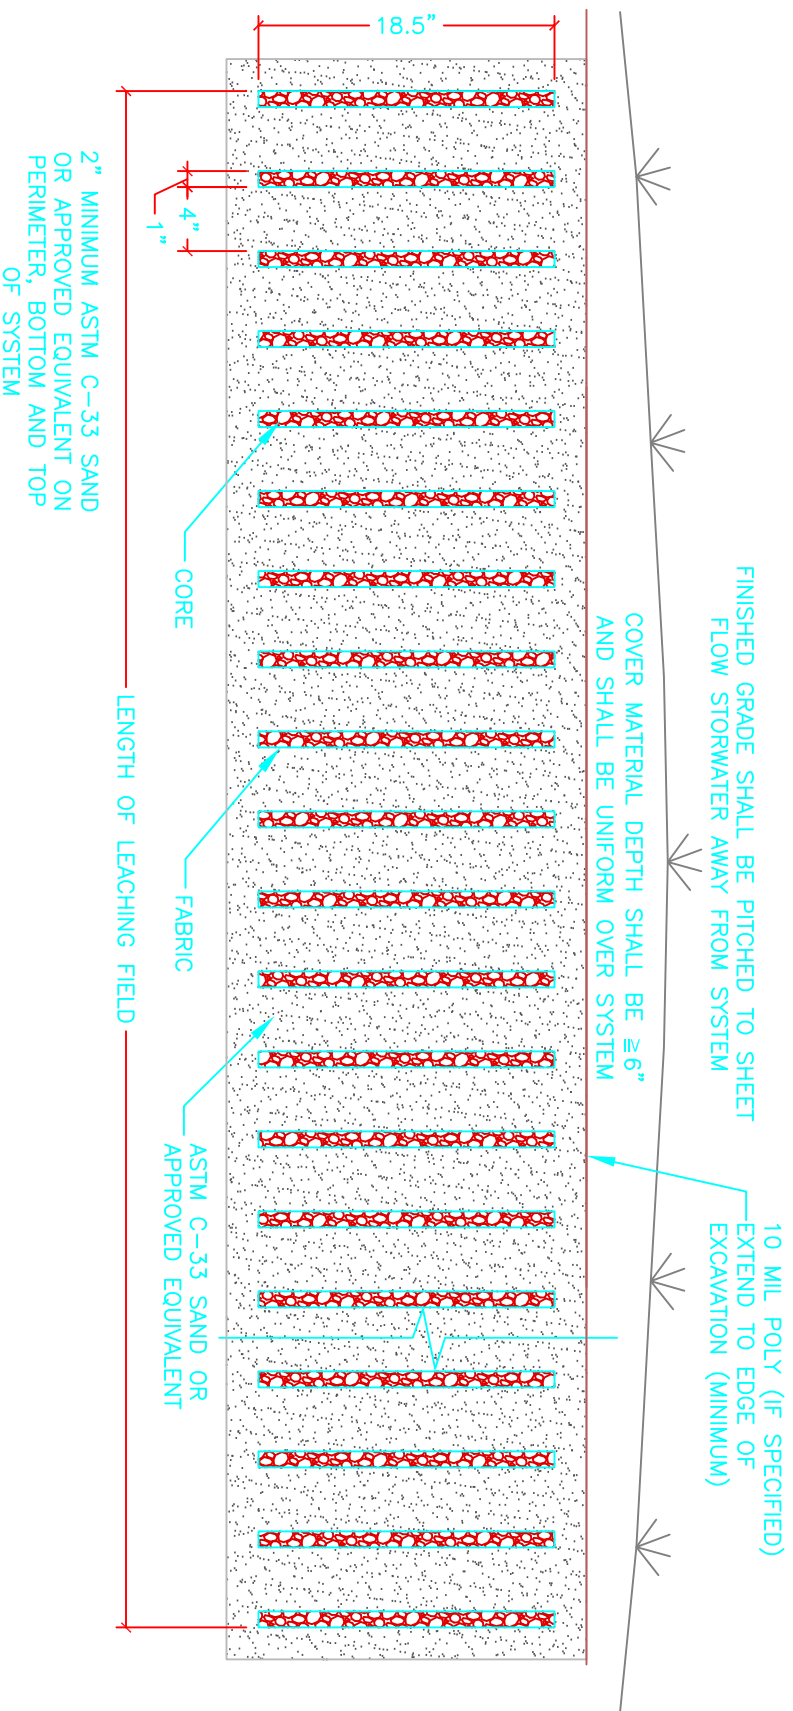 FINISHED GRADE SHALL BE PITCHED TO SHEET
FLOW STORWATER AWAY FROM SYSTEM
10 MIL POLY (IF SPECIFIED)
EXTEND TO EDGE OF
EXCAVATION (MINIMUM)
COVER MATERIAL DEPTH SHALL BE ≥6"
AND SHALL BE UNIFORM OVER SYSTEM
18.5"
4"
1"
CORE
FABRIC
ASTM C-33 SAND OR
APPROVED EQUIVALENT
LENGTH OF LEACHING FIELD
2" MINIMUM ASTM C-33 SAND
OR APPROVED EQUIVALENT ON
PERIMETER, BOTTOM AND TOP
OF SYSTEM